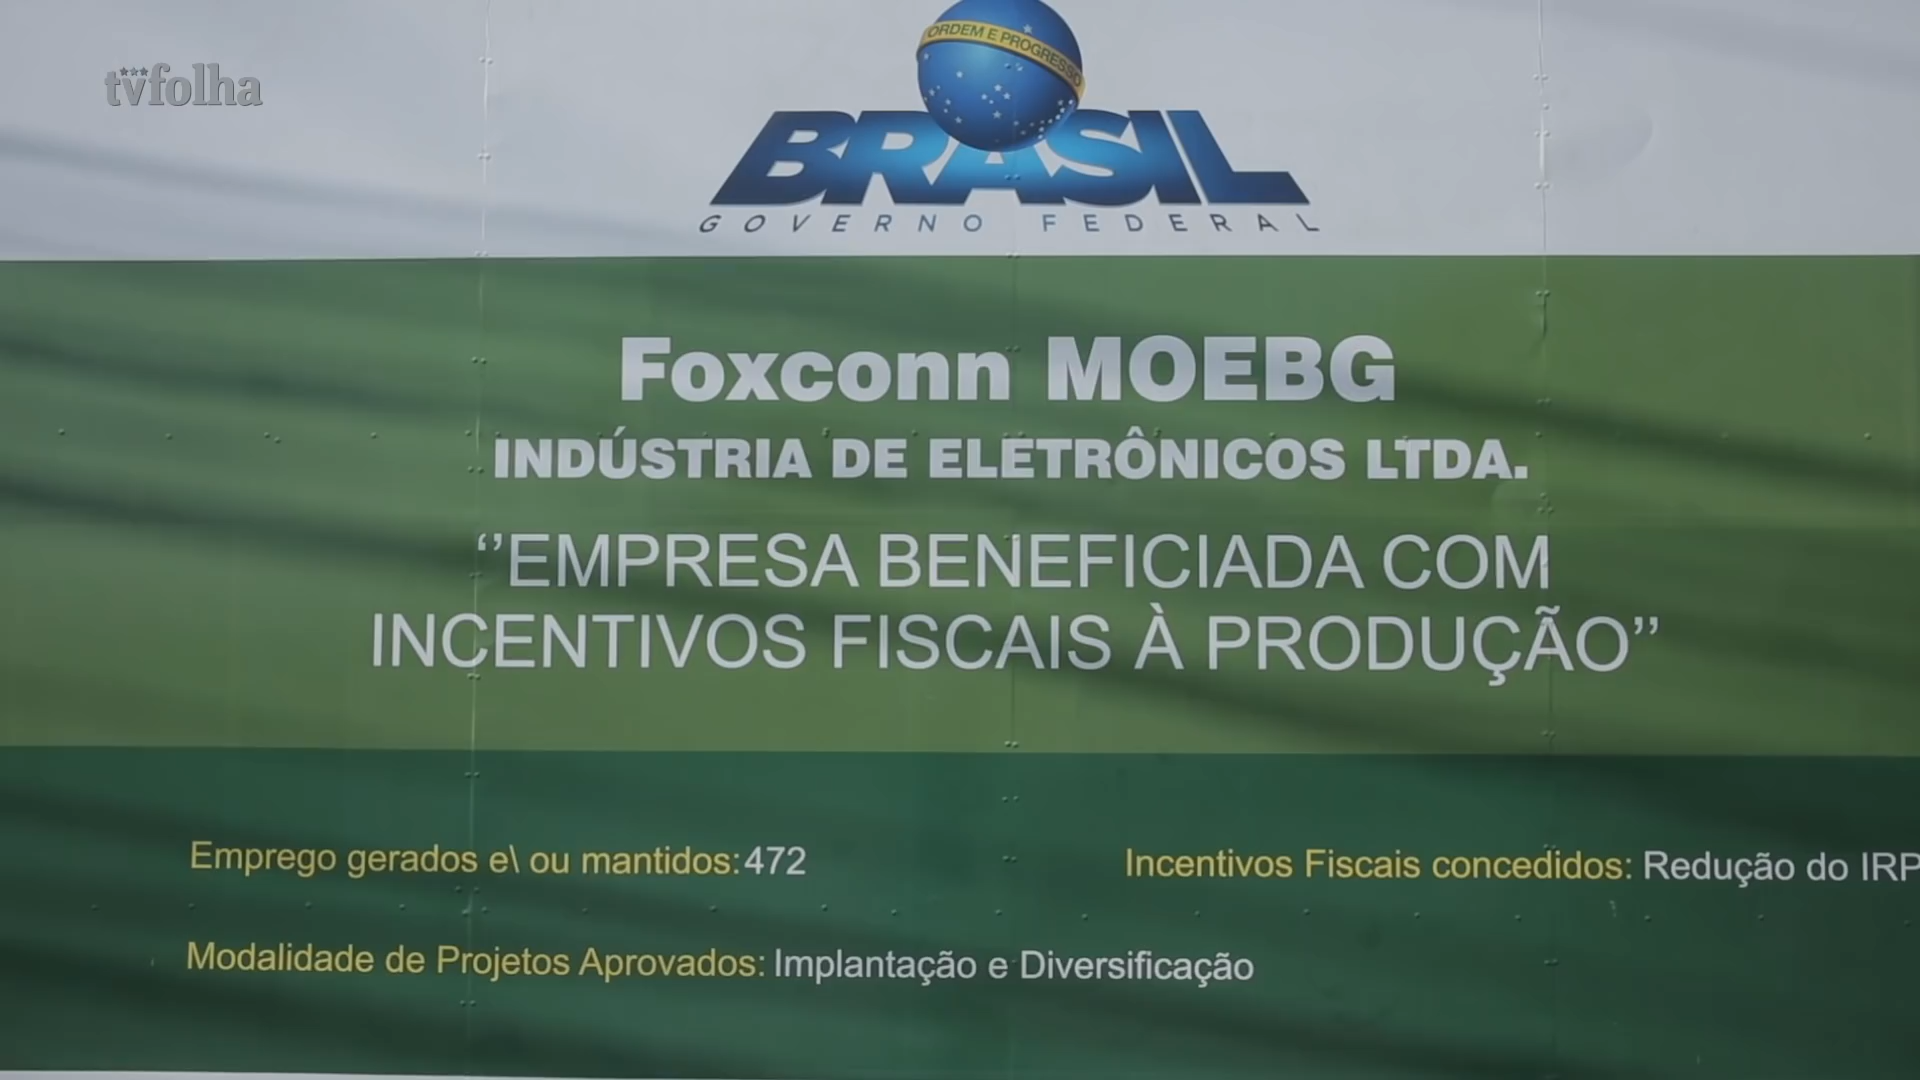 tvfolha
ORDEM E PROGRESSO
BRASIL
GOVERNO FEDERAL
Foxconn MOEBG
INDÚSTRIA DE ELETRÔNICOS LTDA.
‘’EMPRESA BENEFICIADA COM
INCENTIVOS FISCAIS À PRODUÇÃO’’
Emprego gerados e\ ou mantidos: 472
Incentivos Fiscais concedidos: Redução do IRP
Modalidade de Projetos Aprovados: Implantação e Diversificação